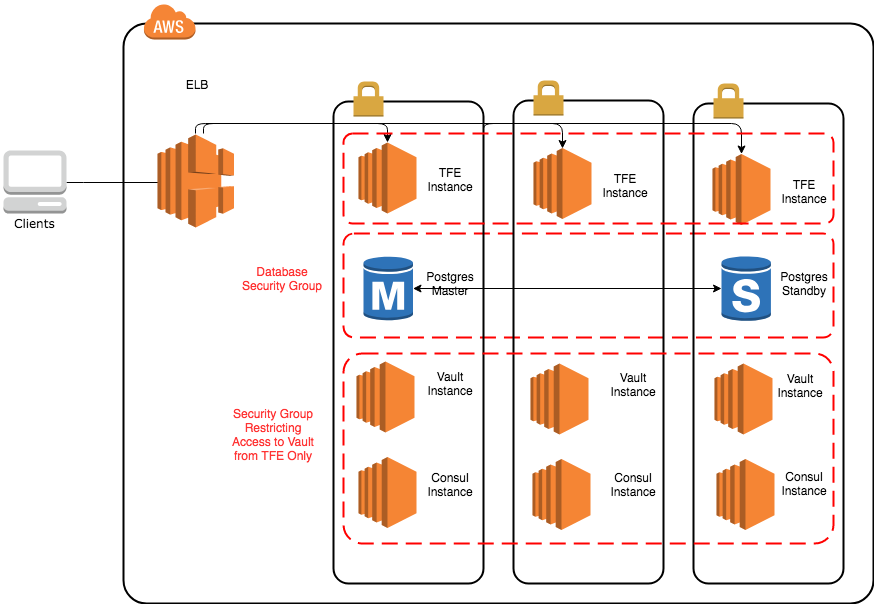 AWS
ELB
Clients
TFE
Instance
TFE
Instance
TFE
Instance
Database
Security Group
M
Postgres
Master
S
Postgres
Standby
Security Group
Restricting
Access to Vault
from TFE Only
Vault
Instance
Vault
Instance
Vault
Instance
Consul
Instance
Consul
Instance
Consul
Instance